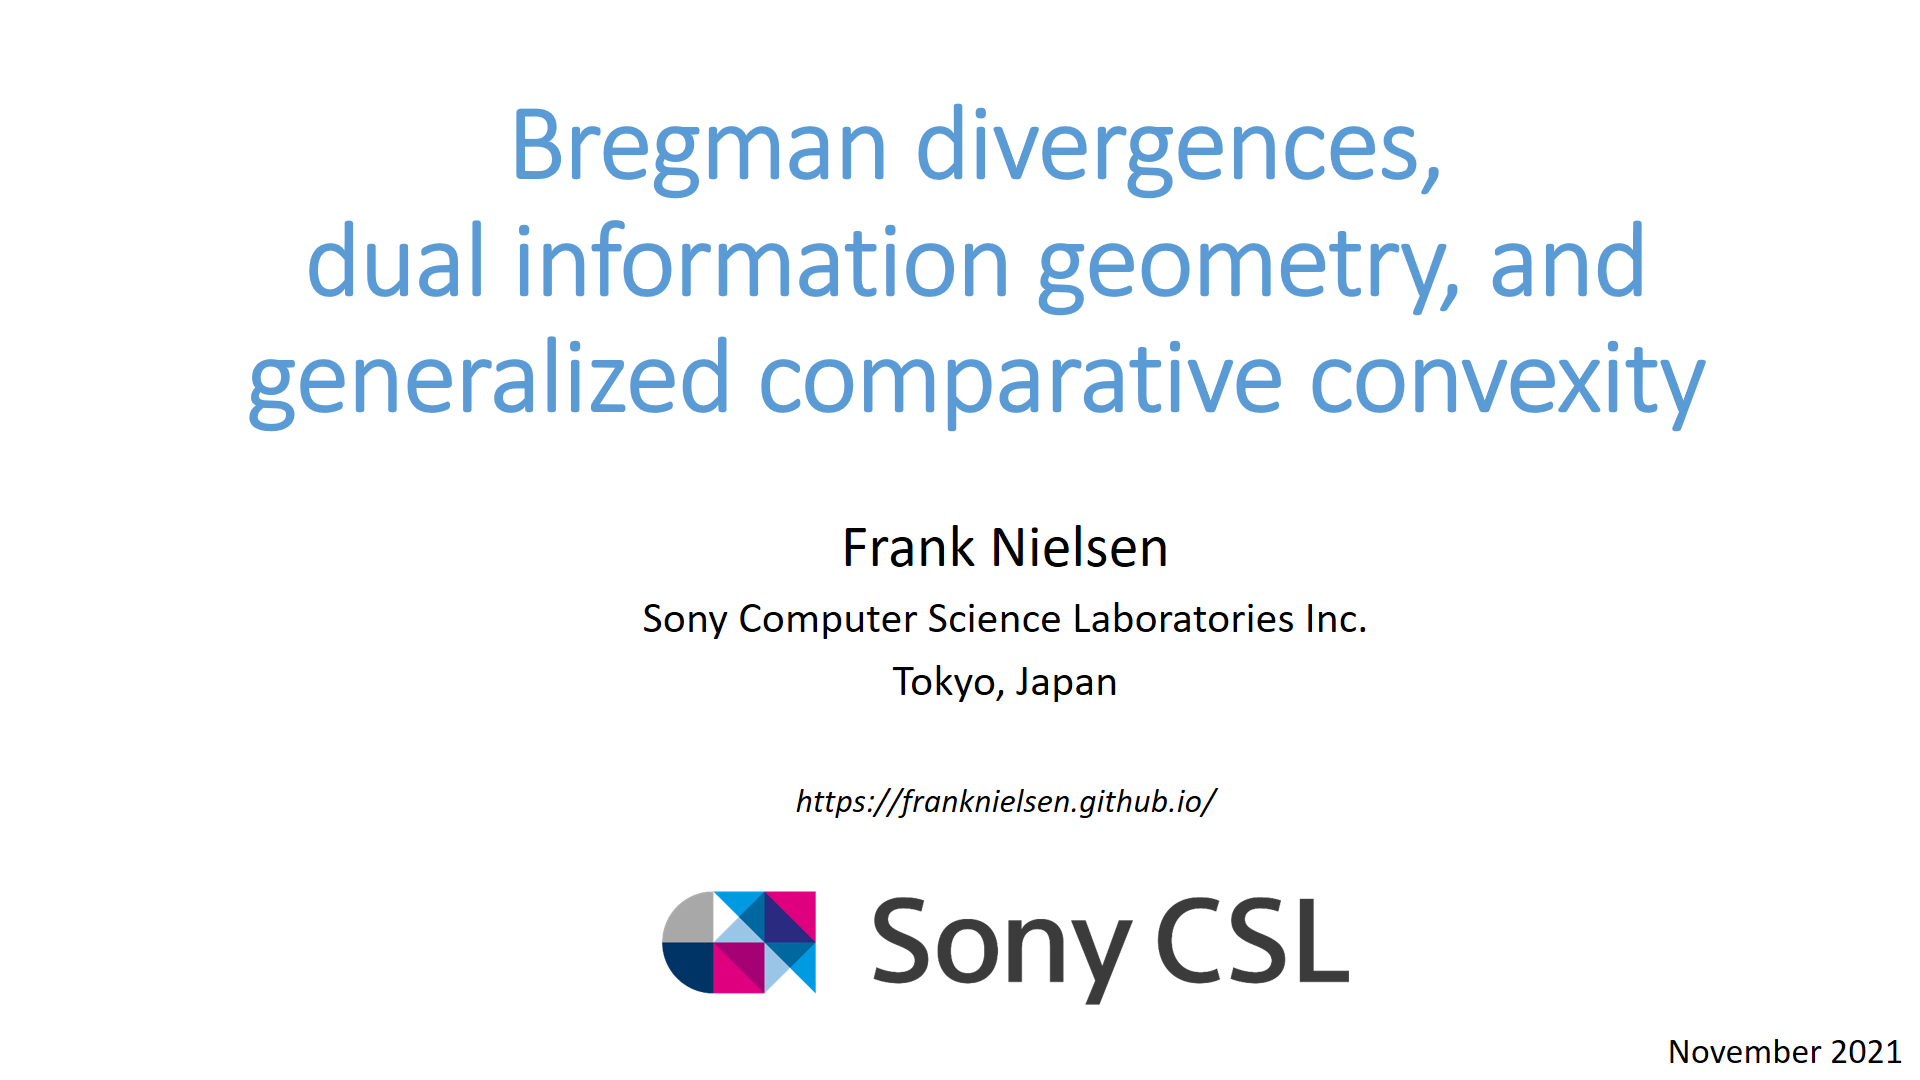 Bregman divergences,
dual information geometry, and
generalized comparative convexity
Frank Nielsen
Sony Computer Science Laboratories Inc.
Tokyo, Japan
https://franknielsen.github.io/
Sony CSL
November 2021